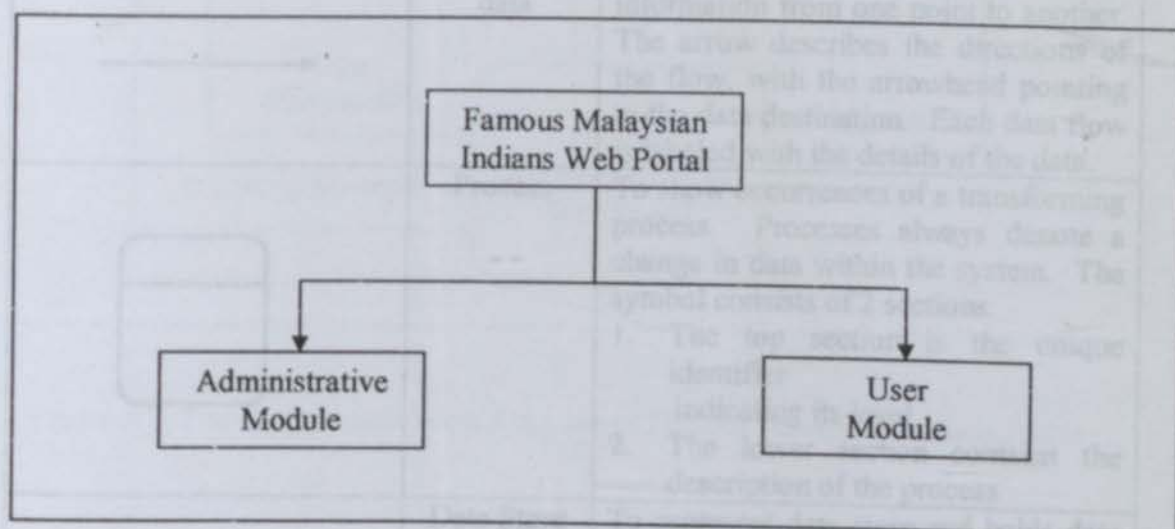 data
information from one point to another
The arrow describes the directions of
the flow, with the arrowhead pointing
data destination. Each data flow
with the details of the data.
Famous Malaysian
Indians Web Portal
Process
To show occurrences of a transforming
process. Processes always denote a
change in data within the system. The
symbol consists of 2 sections
1. The top section is the unique
identifier
indicating its
2. The lower section the
description of the process
Administrative
Module
User
Module
Data Store